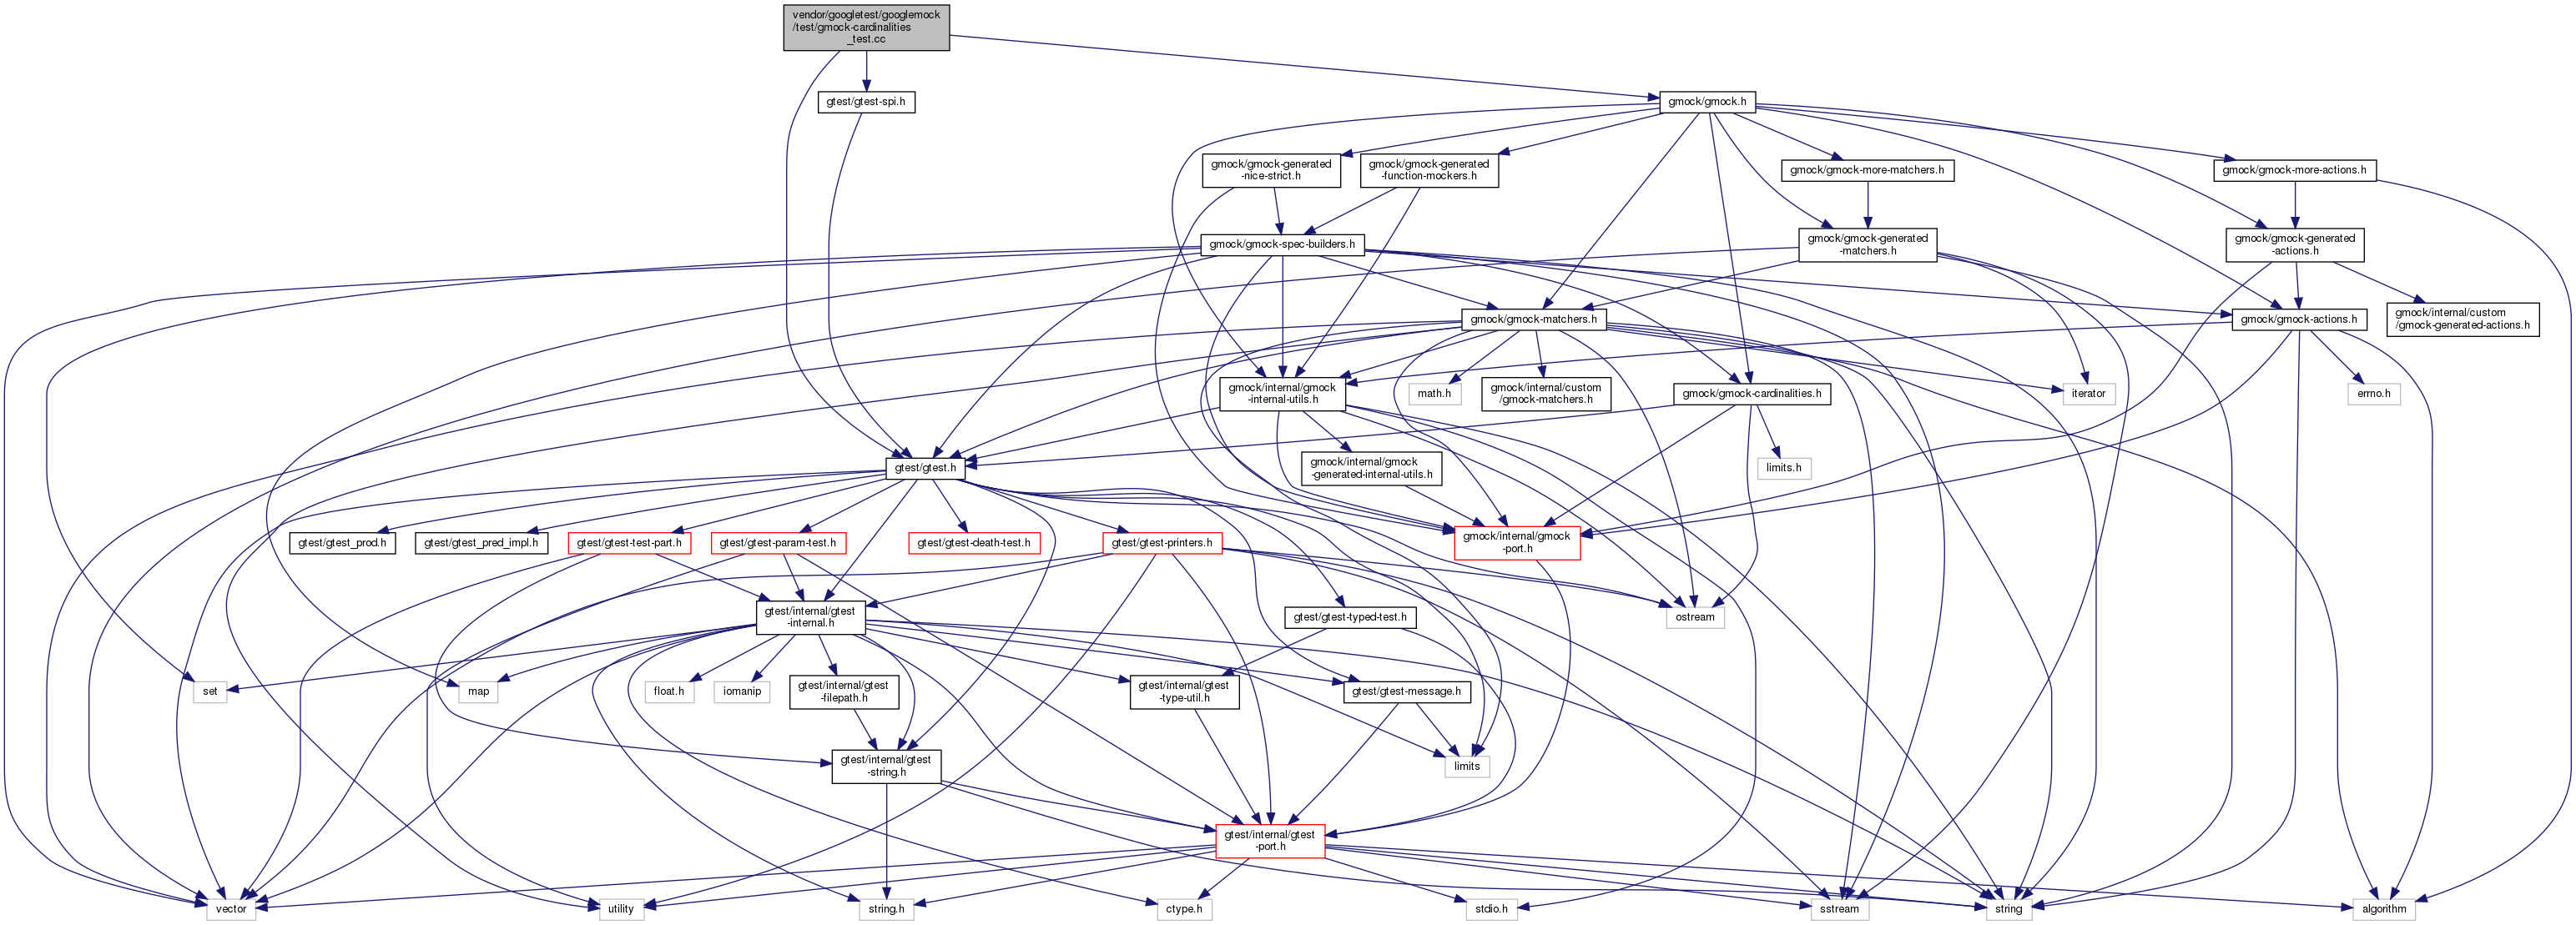 vendor/googletest/googlemock
/test/gmock-cardinalities
_test.cc
gtest/gtest-spi.h
gmock/gmock.h
gmock/gmock-generated
-nice-strict.h
gmock/gmock-generated
-function-mockers.h
gmock/gmock-more-matchers.h
gmock/gmock-more-actions.h
gmock/gmock-spec-builders.h
gmock/gmock-generated
-matchers.h
gmock/gmock-generated
-actions.h
gmock/gmock-matchers.h
gmock/internal/custom
/gmock-generated-actions.h
gmock/gmock-actions.h
gmock/internal/gmock
-internal-utils.h
math.h
gmock/internal/custom
/gmock-matchers.h
gmock/gmock-cardinalities.h
iterator
errno.h
gtest/gtest.h
gmock/internal/gmock
-generated-internal-utils.h
limits.h
gtest/gtest_prod.h
gtest/gtest_pred_impl.h
gtest/gtest-test-part.h
gtest/gtest-param-test.h
gtest/gtest-death-test.h
gtest/gtest-printers.h
gmock/internal/gmock
-port.h
gtest/internal/gtest
-internal.h
gtest/gtest-typed-test.h
ostream
set
map
float.h
iomanip
gtest/internal/gtest
-filepath.h
gtest/internal/gtest
-type-util.h
gtest/gtest-message.h
gtest/internal/gtest
-string.h
limits
gtest/internal/gtest
-port.h
vector
utility
string.h
ctype.h
stdio.h
sstream
string
algorithm